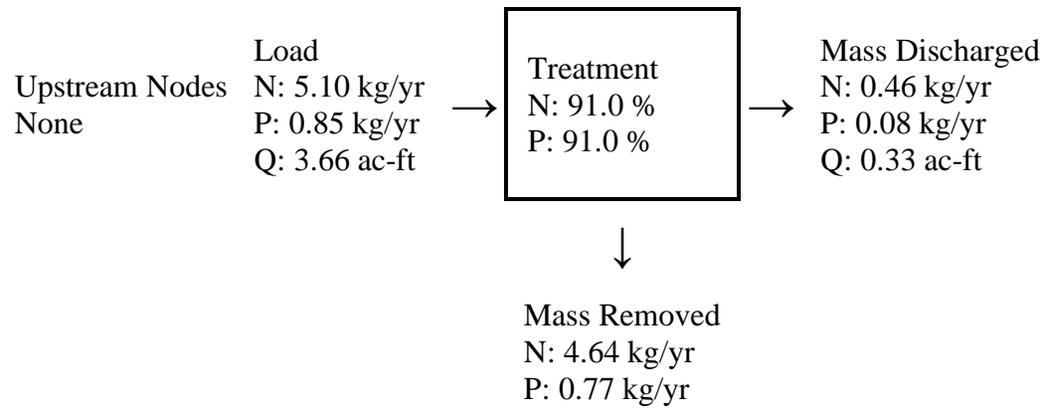 Upstream Nodes
None
Load
N: 5.10 kg/yr
P: 0.85 kg/yr
Q: 3.66 ac-ft
→
Treatment
N: 91.0 %
P: 91.0 %
→
Mass Discharged
N: 0.46 kg/yr
P: 0.08 kg/yr
Q: 0.33 ac-ft
↓
Mass Removed
N: 4.64 kg/yr
P: 0.77 kg/yr